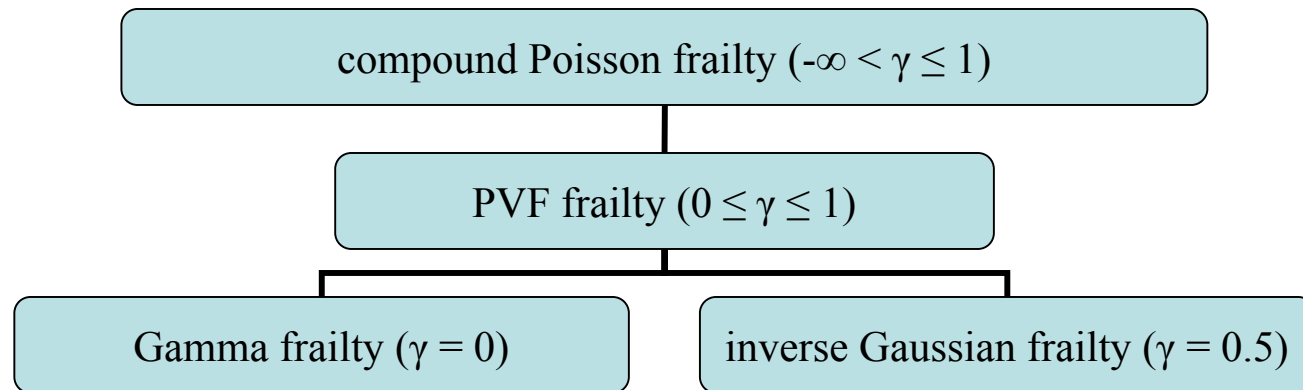 compound Poisson frailty (-∞ < γ ≤ 1)
PVF frailty (0 ≤ γ ≤ 1)
Gamma frailty (γ = 0)
inverse Gaussian frailty (γ = 0.5)